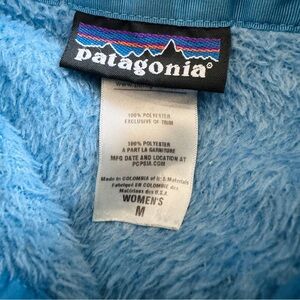 patagonia®
100% POLYESTER
EXCLUSIVE OF TRIM
100% POLYESTER
A PART LA GARNITURE
MFG DATE AND LOCATION AT
PCPSIA.COM
Made in COLOMBIA of U.S. Materials
Fabriqué EN COLOMBIE des
Matériaux des U.S.A.
WOMEN'S
M